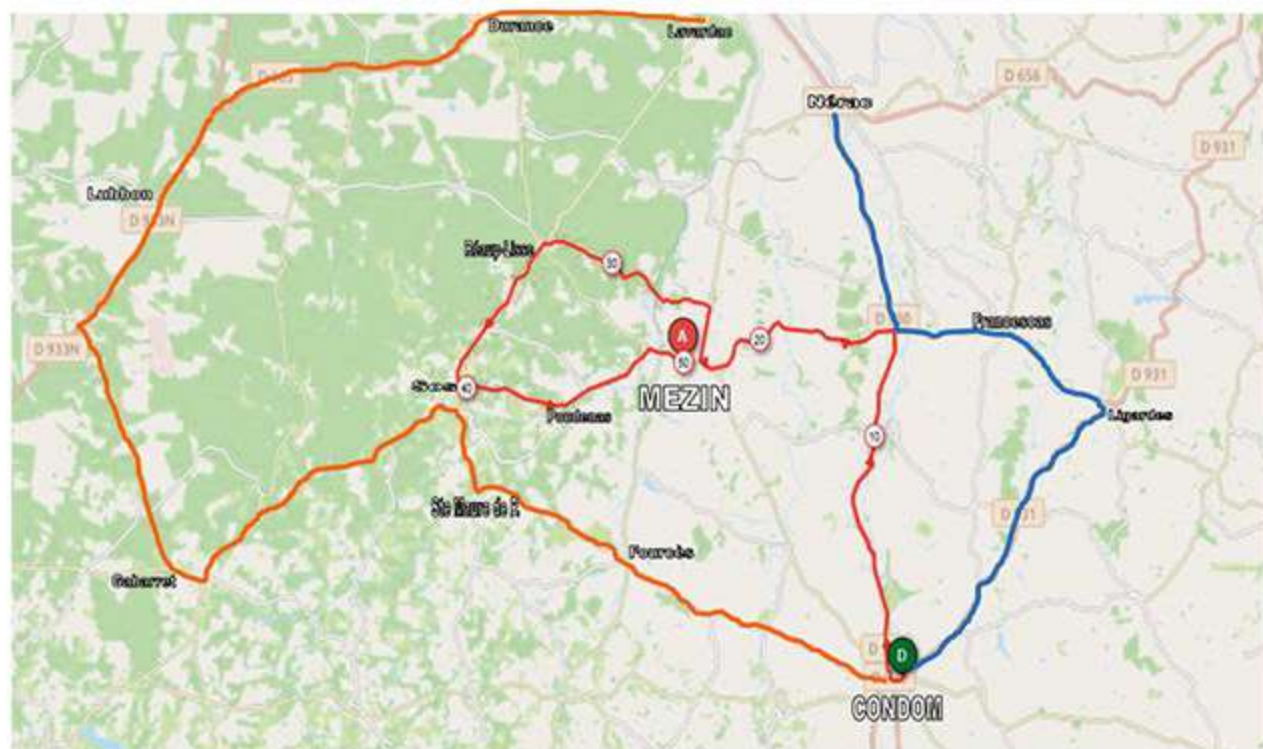 Durance
Lavardac
D 656
Nérac
D 931
Lubbon
D 933N
Réaup-Lisse
30
A
20
Francescas
D 933N
50
D 931
Sos
40
MEZIN
Poudenas
Ligardes
10
Ste Maure de P.
D 931
Fourcès
Gabarret
D
CONDOM